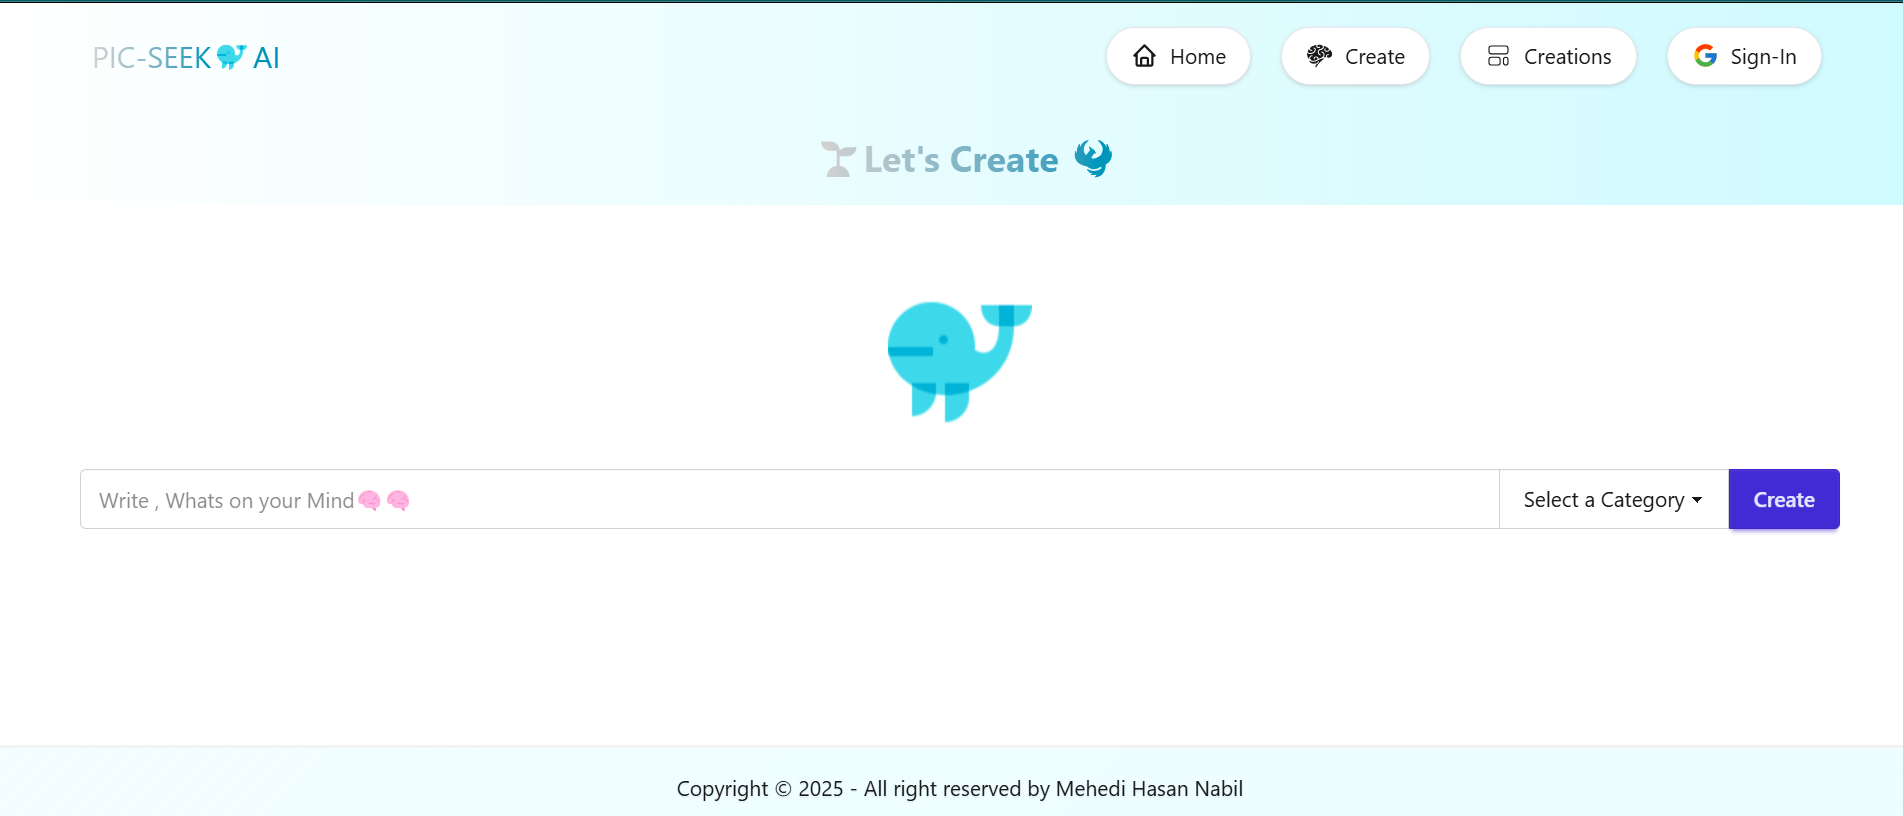 PIC-SEEK AI
Home
Create
Creations
Sign-In
Let's Create
Write , Whats on your Mind🧠🧠
Select a Category
Create
Copyright © 2025 - All right reserved by Mehedi Hasan Nabil